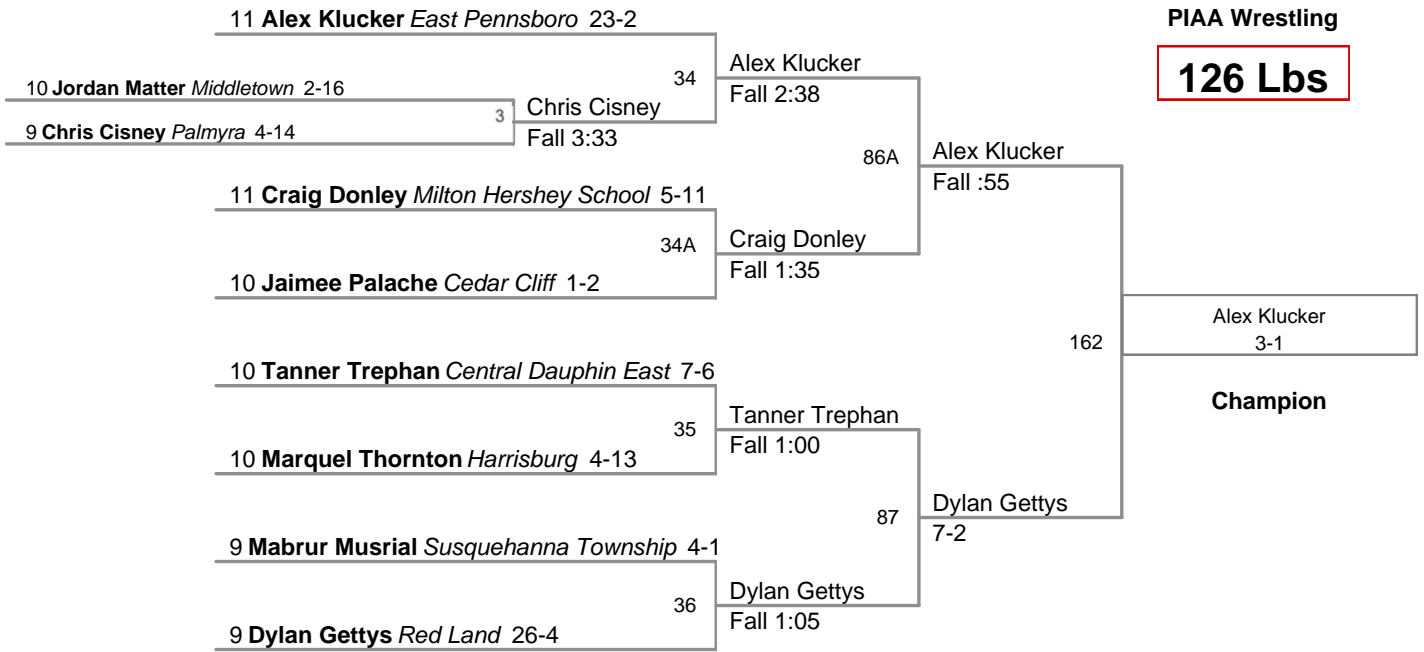 11 Alex Klucker East Pennsboro 23-2
PIAA Wrestling
126 Lbs
34
Alex Klucker
Fall 2:38
10 Jordan Matter Middletown 2-16
3
Chris Cisney
Fall 3:33
9 Chris Cisney Palmyra 4-14
86A
Alex Klucker
Fall :55
11 Craig Donley Milton Hershey School 5-11
34A
Craig Donley
Fall 1:35
10 Jaimee Palache Cedar Cliff 1-2
162
Alex Klucker
3-1
Champion
10 Tanner Trephan Central Dauphin East 7-6
35
Tanner Trephan
Fall 1:00
10 Marquel Thornton Harrisburg 4-13
87
Dylan Gettys
7-2
9 Mabrur Musrial Susquehanna Township 4-1
36
Dylan Gettys
Fall 1:05
9 Dylan Gettys Red Land 26-4